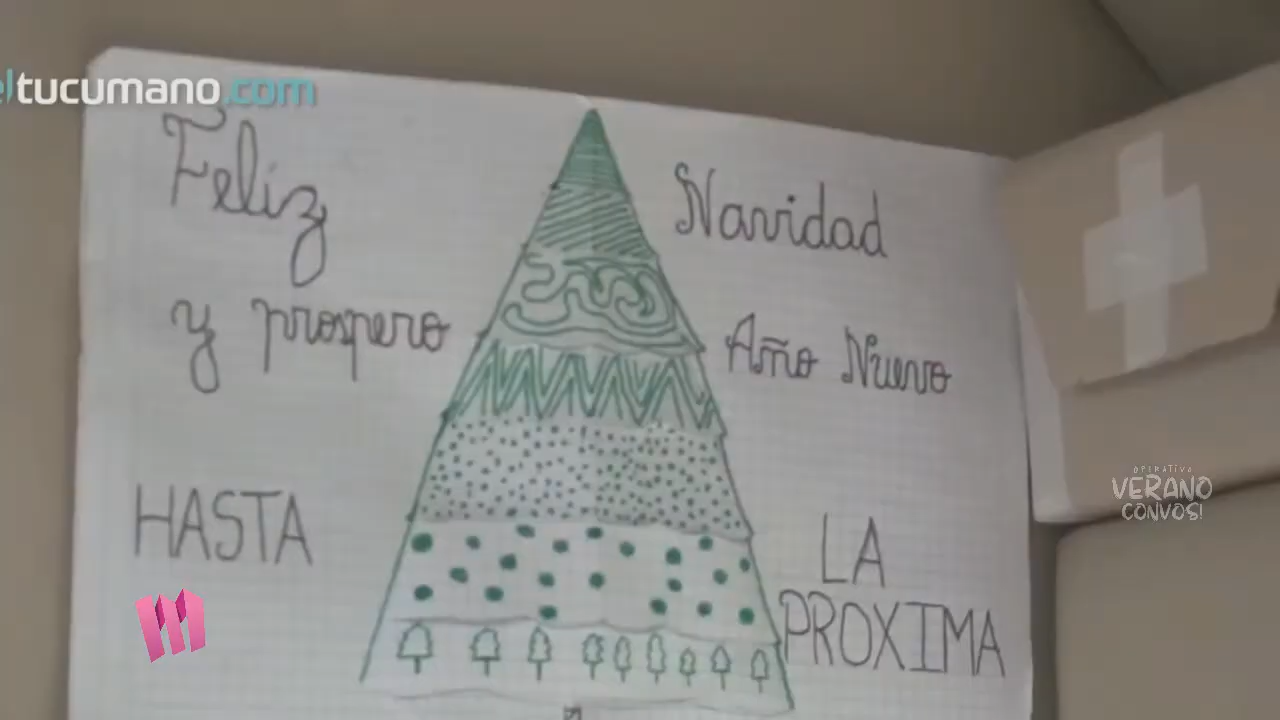 eltucumano.com
Feliz Navidad
y prospero Año Nuevo
HASTA LA
PROXIMA
OPERATIVO
VERANO
CONVOS!